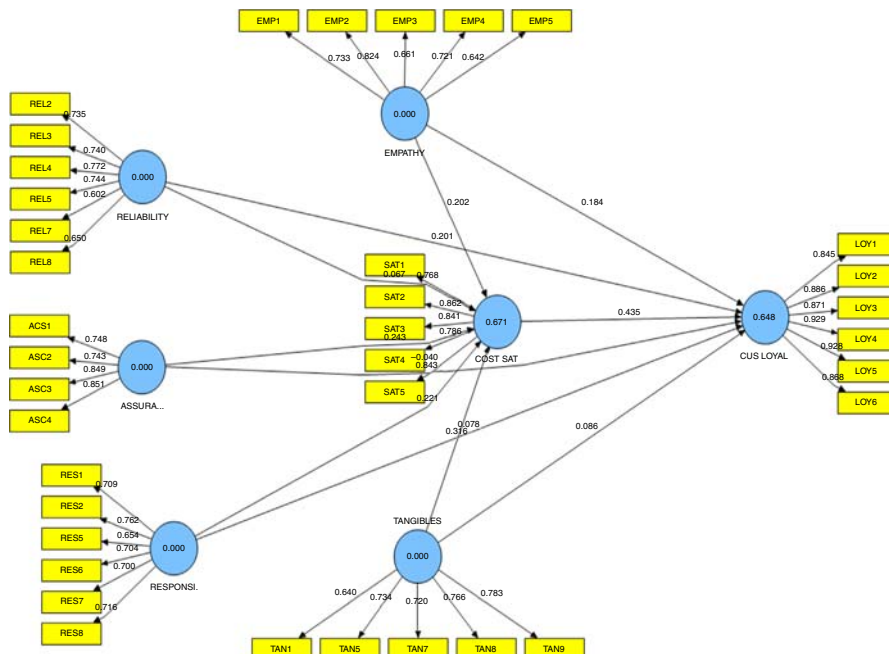 EMP1 EMP2 EMP3 EMP4 EMP5
0.733 0.824 0.661 0.721 0.642
0.000
EMPATHY
REL2
REL3
REL4
REL5
REL7
REL8
0.735
0.740
0.772
0.744
0.602
0.650
0.000
RELIABILITY
0.202
0.184
0.201
0.067
SAT1
SAT2
SAT3
SAT4
SAT5
0.768
0.862
0.841
0.786
0.843
0.671
COST SAT
0.435
0.243
−0.040
0.221
ACS1
ASC2
ASC3
ASC4
0.748
0.743
0.849
0.851
0.000
ASSURA...
LOY1
LOY2
LOY3
LOY4
LOY5
LOY6
0.845
0.886
0.871
0.929
0.928
0.868
0.648
CUS LOYAL
0.078
0.316
0.086
RES1
RES2
RES5
RES6
RES7
RES8
0.709
0.762
0.654
0.704
0.700
0.716
0.000
RESPONSI.
TANGIBLES
0.000
0.640 0.734 0.720 0.766 0.783
TAN1 TAN5 TAN7 TAN8 TAN9